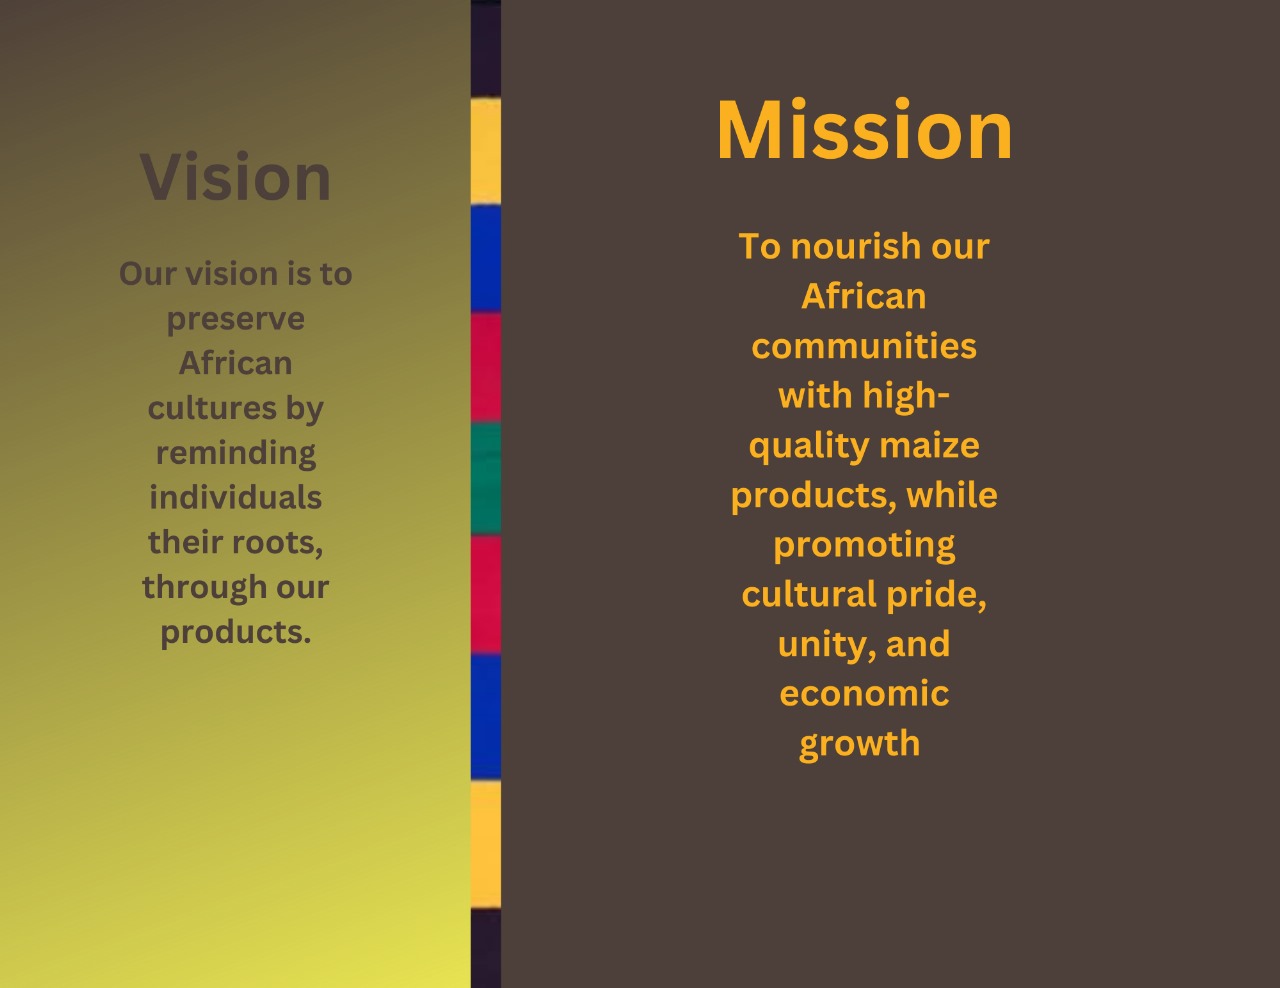 Vision
Our vision is to
preserve
African
cultures by
reminding
individuals
their roots,
through our
products.
Mission
To nourish our
African
communities
with high-
quality maize
products, while
promoting
cultural pride,
unity, and
economic
growth